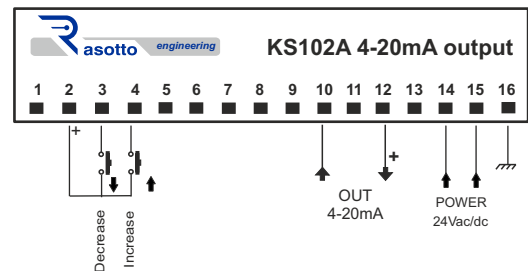 asotto engineering
KS102A 4-20mA output
1 2 3 4 5 6 7 8 9 10 11 12 13 14 15 16
+
+
OUT
4-20mA
POWER
24Vac/dc
Decrease
Increase